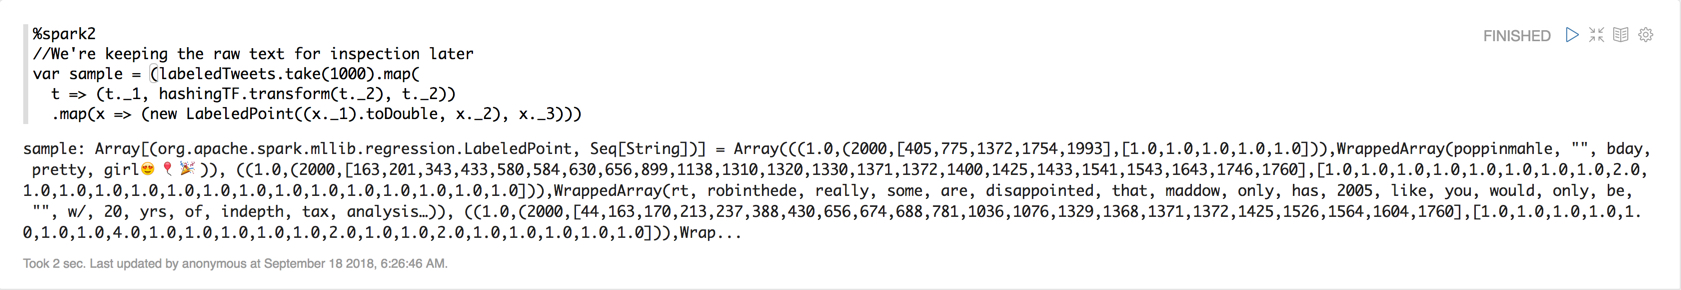 %spark2
FINISHED
//We're keeping the raw text for inspection later
var sample = (labeledTweets.take(1000).map(
t => (t._1, hashingTF.transform(t._2), t._2))
.map(x => (new LabeledPoint((x._1).toDouble, x._2), x._3)))
sample: Array[(org.apache.spark.mllib.regression.LabeledPoint, Seq[String])] = Array(((1.0,(2000,[405,775,1372,1754,1993],[1.0,1.0,1.0,1.0,1.0])),WrappedArray(poppinmahle, "", bday,
pretty, girl😍🎈🎉)), ((1.0,(2000,[163,201,343,433,580,584,630,656,899,1138,1310,1320,1330,1371,1372,1400,1425,1433,1541,1543,1643,1746,1760],[1.0,1.0,1.0,1.0,1.0,1.0,1.0,1.0,2.0,
1.0,1.0,1.0,1.0,1.0,1.0,1.0,1.0,1.0,1.0,1.0,1.0,1.0,1.0])),WrappedArray(rt, robinthede, really, some, are, disappointed, that, maddow, only, has, 2005, like, you, would, only, be,
"", w/, 20, yrs, of, indepth, tax, analysis…)), ((1.0,(2000,[44,163,170,213,237,388,430,656,674,688,781,1036,1076,1329,1368,1371,1372,1425,1526,1564,1604,1760],[1.0,1.0,1.0,1.0,1.
0,1.0,1.0,4.0,1.0,1.0,1.0,1.0,1.0,2.0,1.0,1.0,2.0,1.0,1.0,1.0,1.0,1.0])),Wrap...
Took 2 sec. Last updated by anonymous at September 18 2018, 6:26:46 AM.